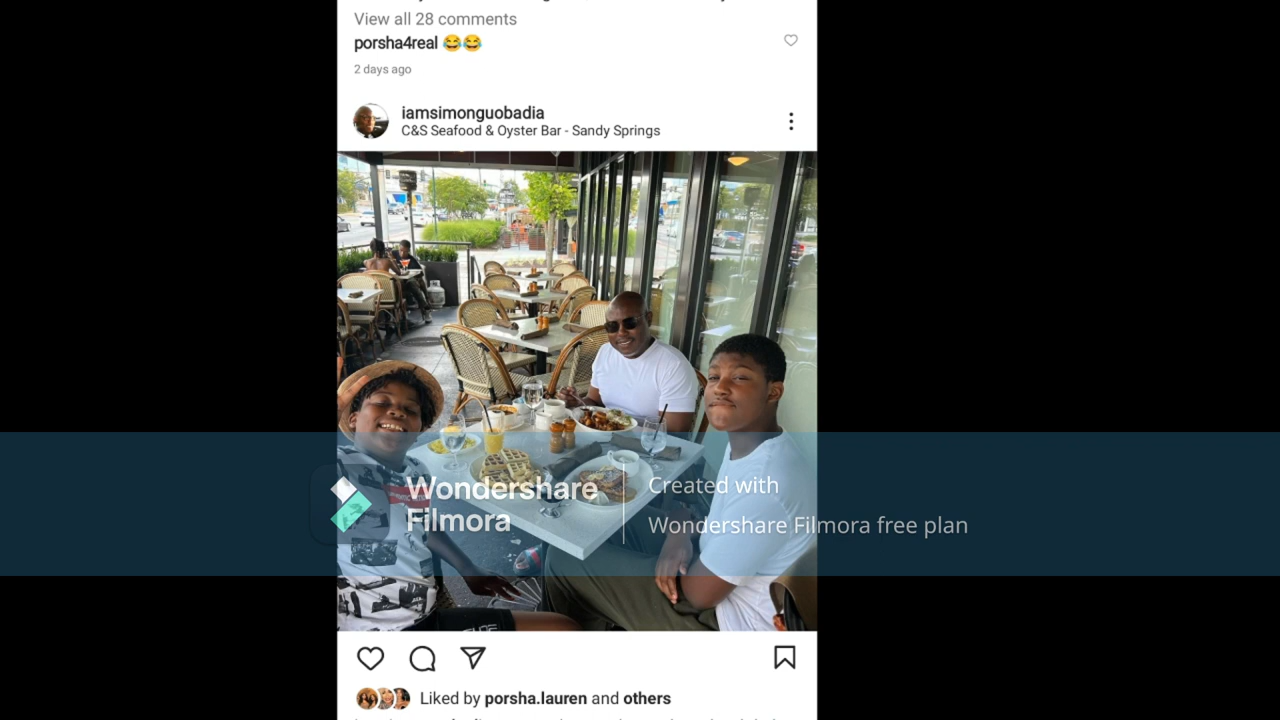 View all 28 comments
porsha4real 😂😂
2 days ago
iamsimonguobadia
C&S Seafood & Oyster Bar - Sandy Springs
Wondershare
Filmora
Created with
Wondershare Filmora free plan
Liked by porsha.lauren and others